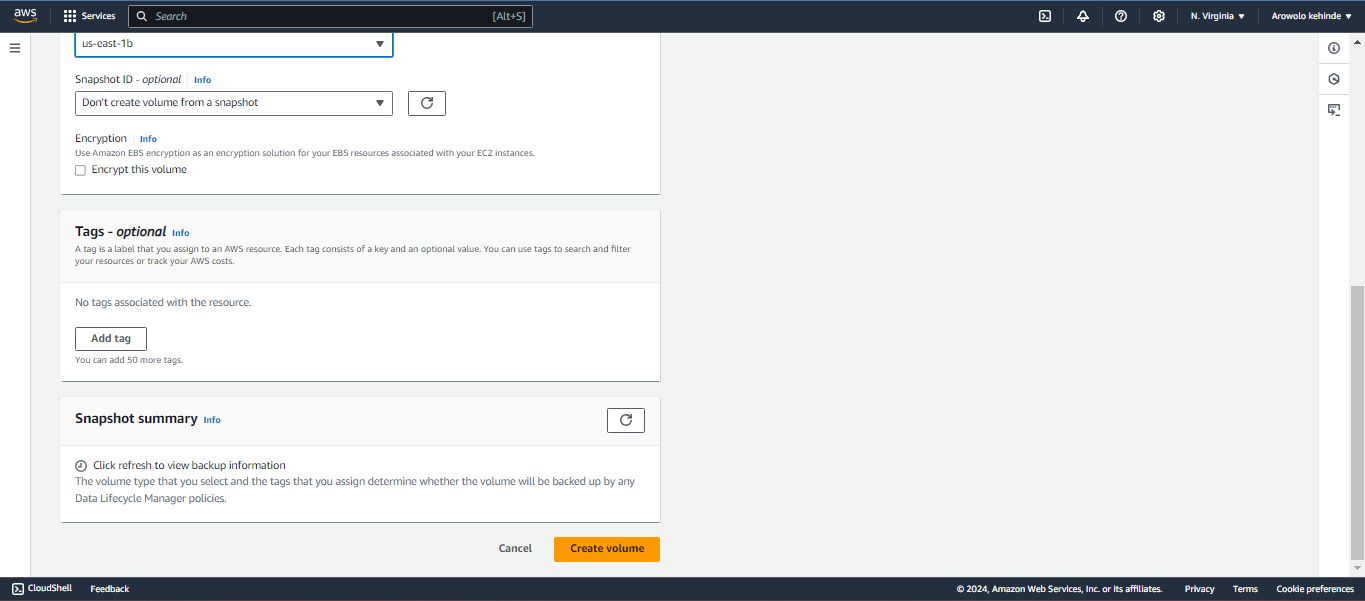 aws
Services
Search
[Alt+S]
N. Virginia
Arowolo kehinde
us-east-1b
Snapshot ID - optional
Info
Don't create volume from a snapshot
Encryption
Info
Use Amazon EBS encryption as an encryption solution for your EBS resources associated with your EC2 instances.
Encrypt this volume
Tags - optional Info
A tag is a label that you assign to an AWS resource. Each tag consists of a key and an optional value. You can use tags to search and filter
your resources or track your AWS costs.
No tags associated with the resource.
Add tag
You can add 50 more tags.
Snapshot summary Info
Click refresh to view backup information
The volume type that you select and the tags that you assign determine whether the volume will be backed up by any
Data Lifecycle Manager policies.
Cancel
Create volume
CloudShell
Feedback
© 2024, Amazon Web Services, Inc. or its affiliates.
Privacy
Terms
Cookie preferences